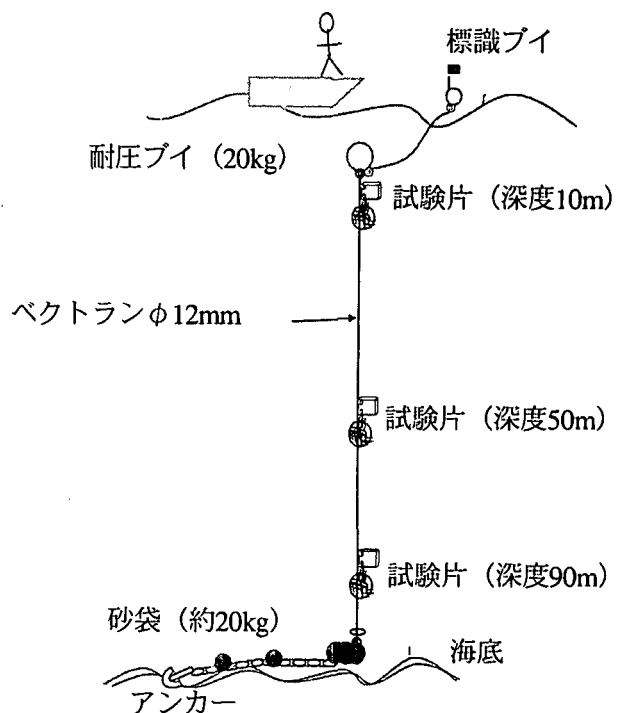 標識ブイ
耐圧ブイ（20kg）
試験片（深度10m）
ベクトランφ12mm
試験片（深度50m）
試験片（深度90m）
砂袋（約20kg）
海底
アンカー